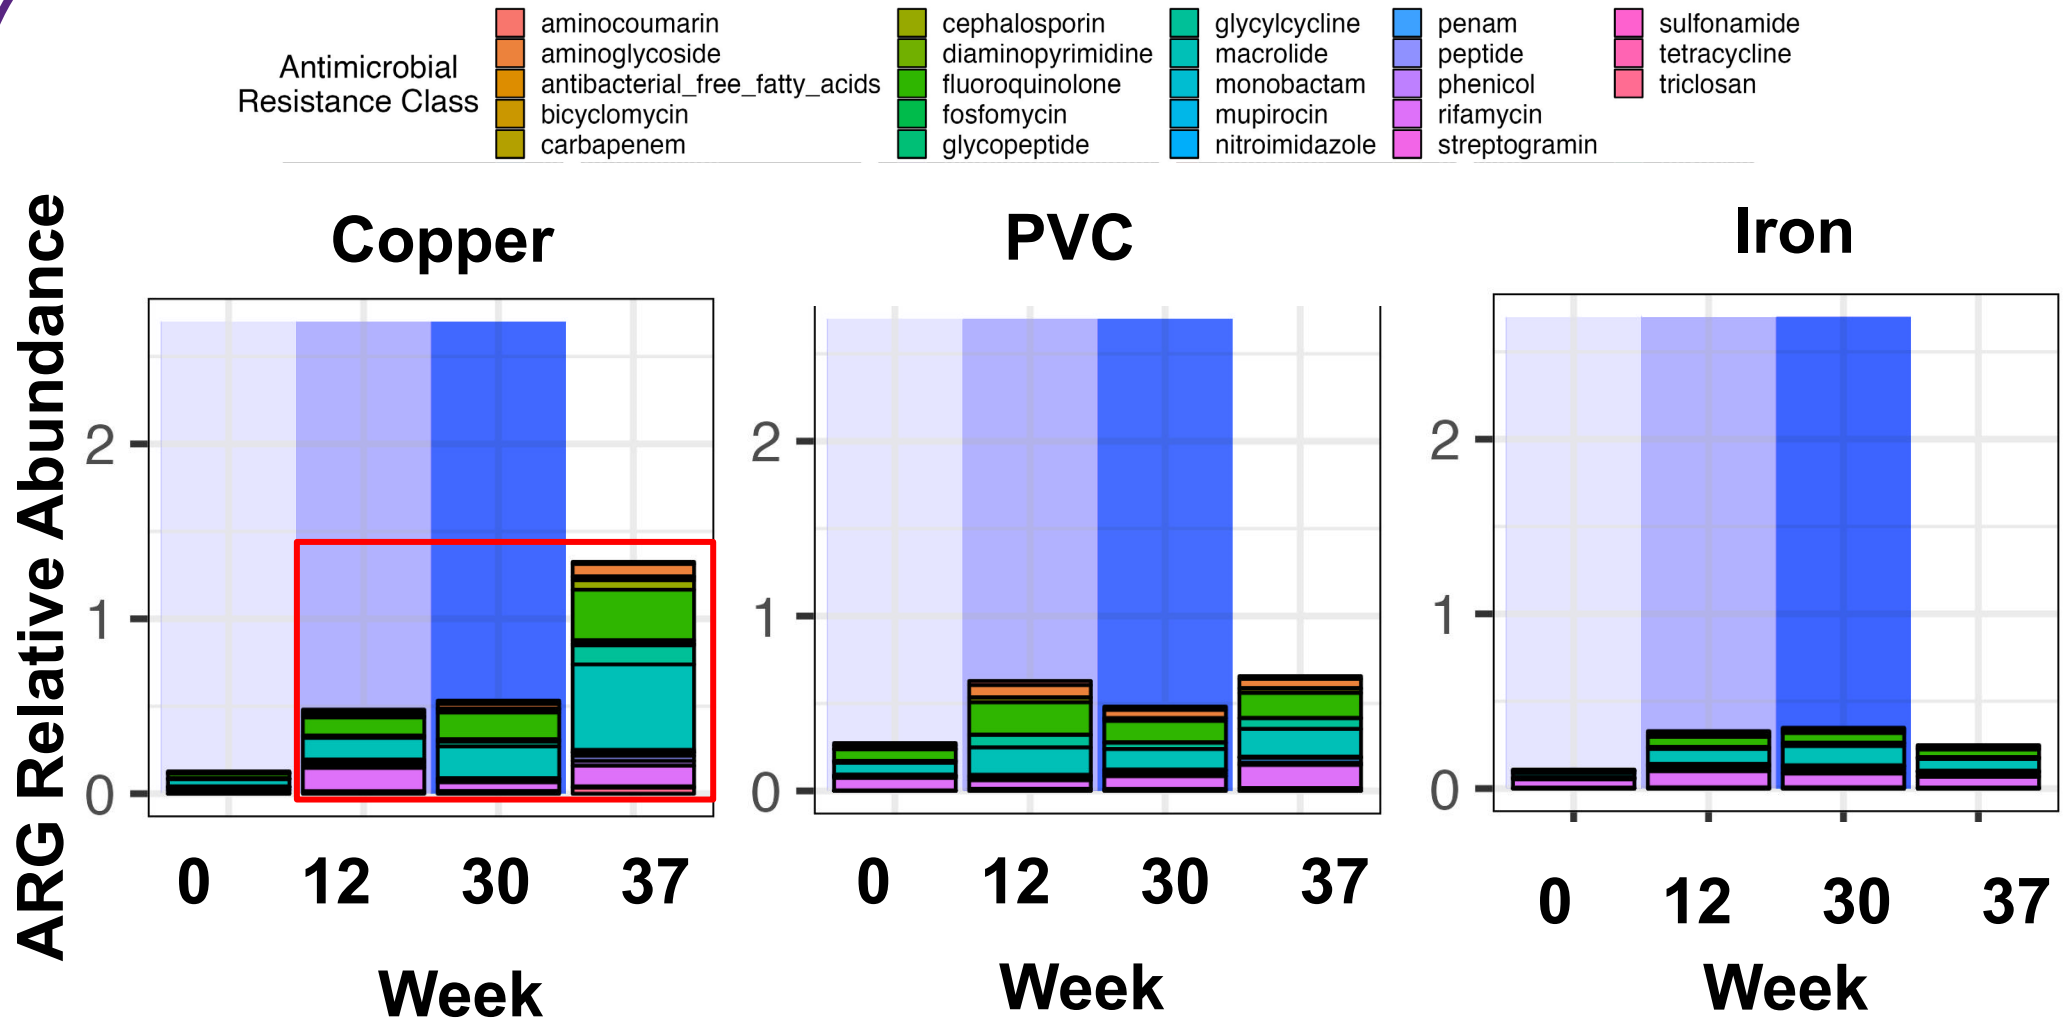 Antimicrobial
Resistance Class
aminocoumarin
aminoglycoside
antibacterial_free_fatty_acids
bicyclomycin
carbapenem
cephalosporin
diaminopyrimidine
fluoroquinolone
fosfomycin
glycopeptide
glycylcycline
macrolide
monobactam
mupirocin
nitroimidazole
penam
peptide
phenicol
rifamycin
streptogramin
sulfonamide
tetracycline
triclosan
ARG Relative Abundance
Copper
2
1
0
0 12 30 37
Week
PVC
2
1
0
0 12 30 37
Week
Iron
2
1
0
0 12 30 37
Week